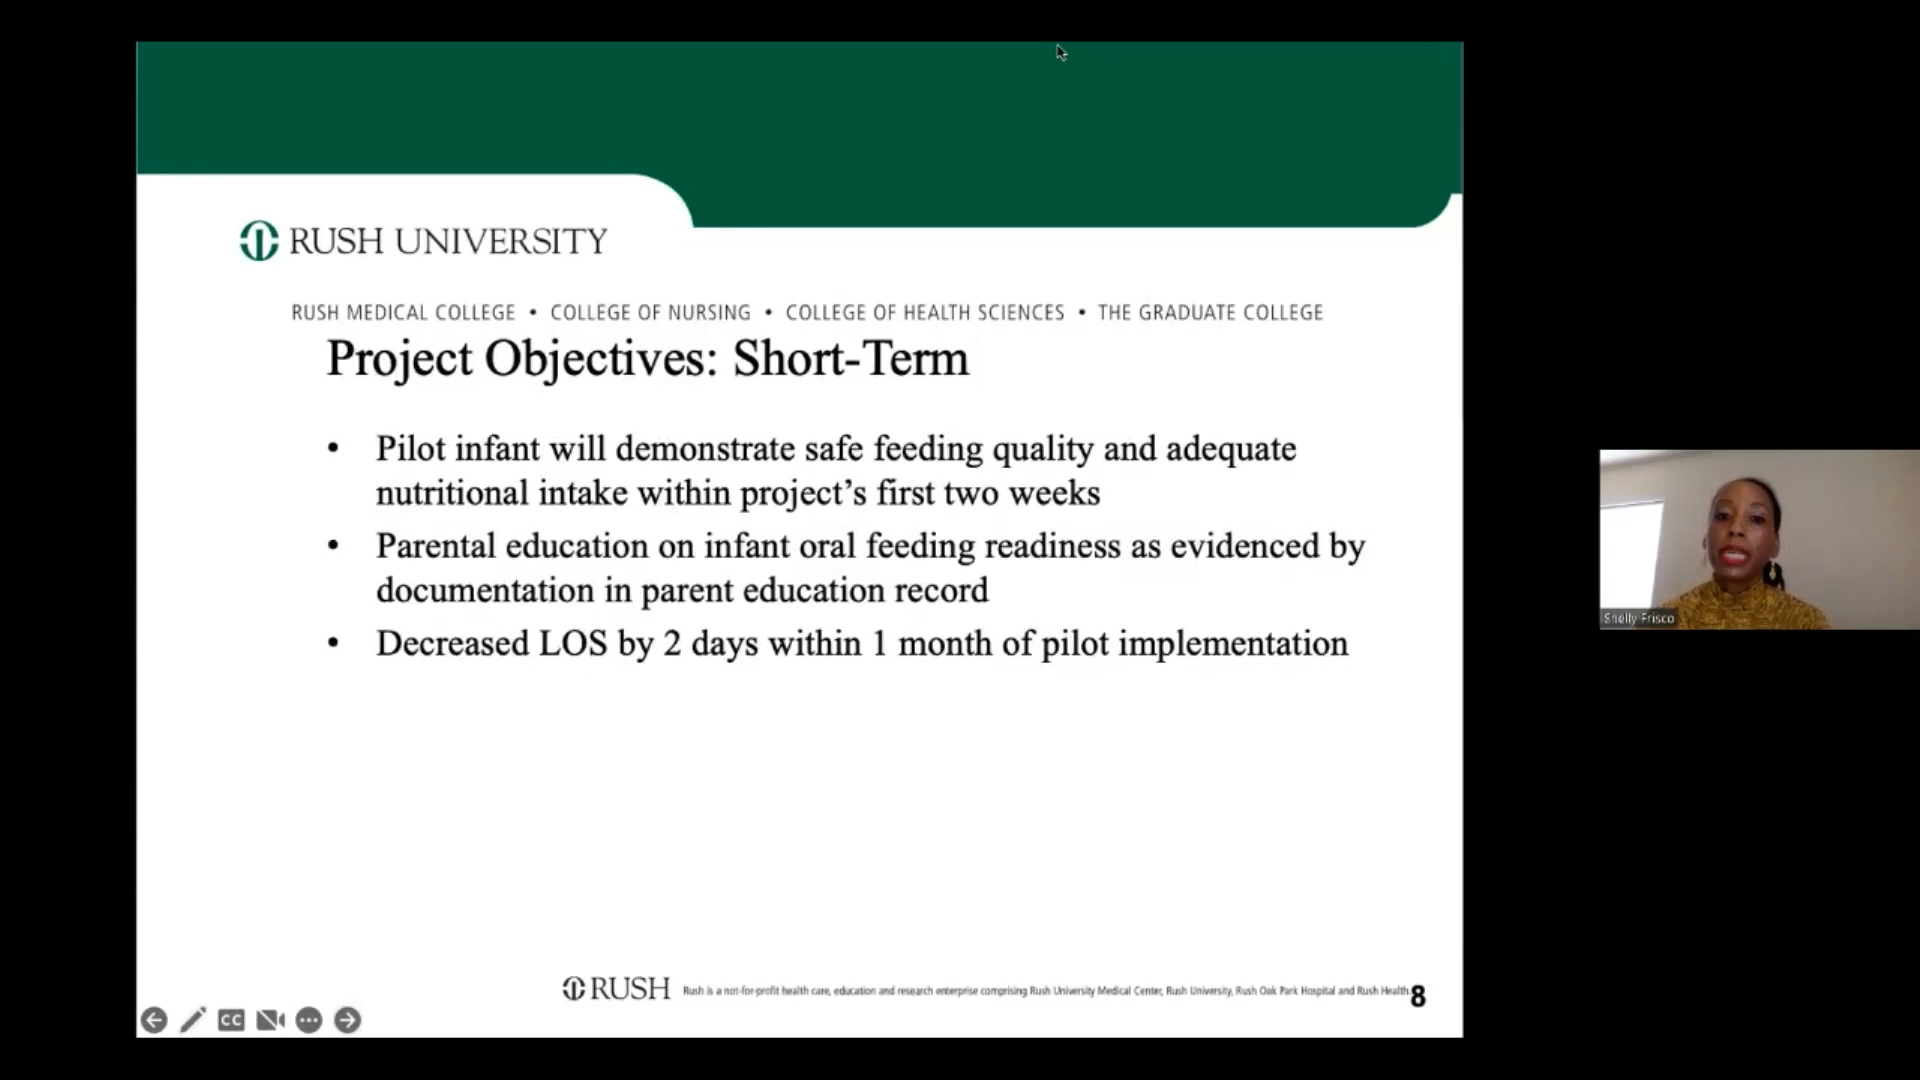 RUSH UNIVERSITY
RUSH MEDICAL COLLEGE • COLLEGE OF NURSING • COLLEGE OF HEALTH SCIENCES • THE GRADUATE COLLEGE
Project Objectives: Short-Term
• Pilot infant will demonstrate safe feeding quality and adequate
nutritional intake within project’s first two weeks
• Parental education on infant oral feeding readiness as evidenced by
documentation in parent education record
• Decreased LOS by 2 days within 1 month of pilot implementation
Shelly Frisco
RUSH Rush is a not-for-profit health care, education and research enterprise comprising Rush University Medical Center, Rush University, Rush Oak Park Hospital and Rush Health 8
CC